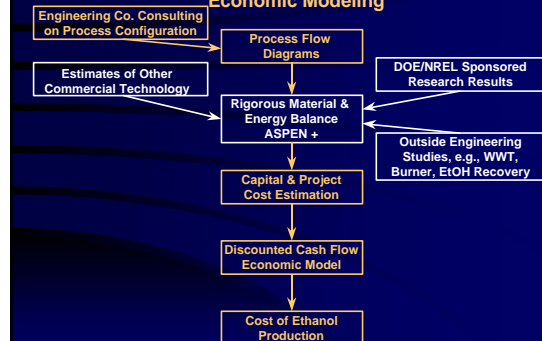 Economic Modeling
Engineering Co. Consulting
on Process Configuration
Process Flow
Diagrams
Estimates of Other
Commercial Technology
DOE/NREL Sponsored
Research Results
Rigorous Material &
Energy Balance
ASPEN +
Outside Engineering
Studies, e.g., WWT,
Burner, EtOH Recovery
Capital & Project
Cost Estimation
Discounted Cash Flow
Economic Model
Cost of Ethanol
Production